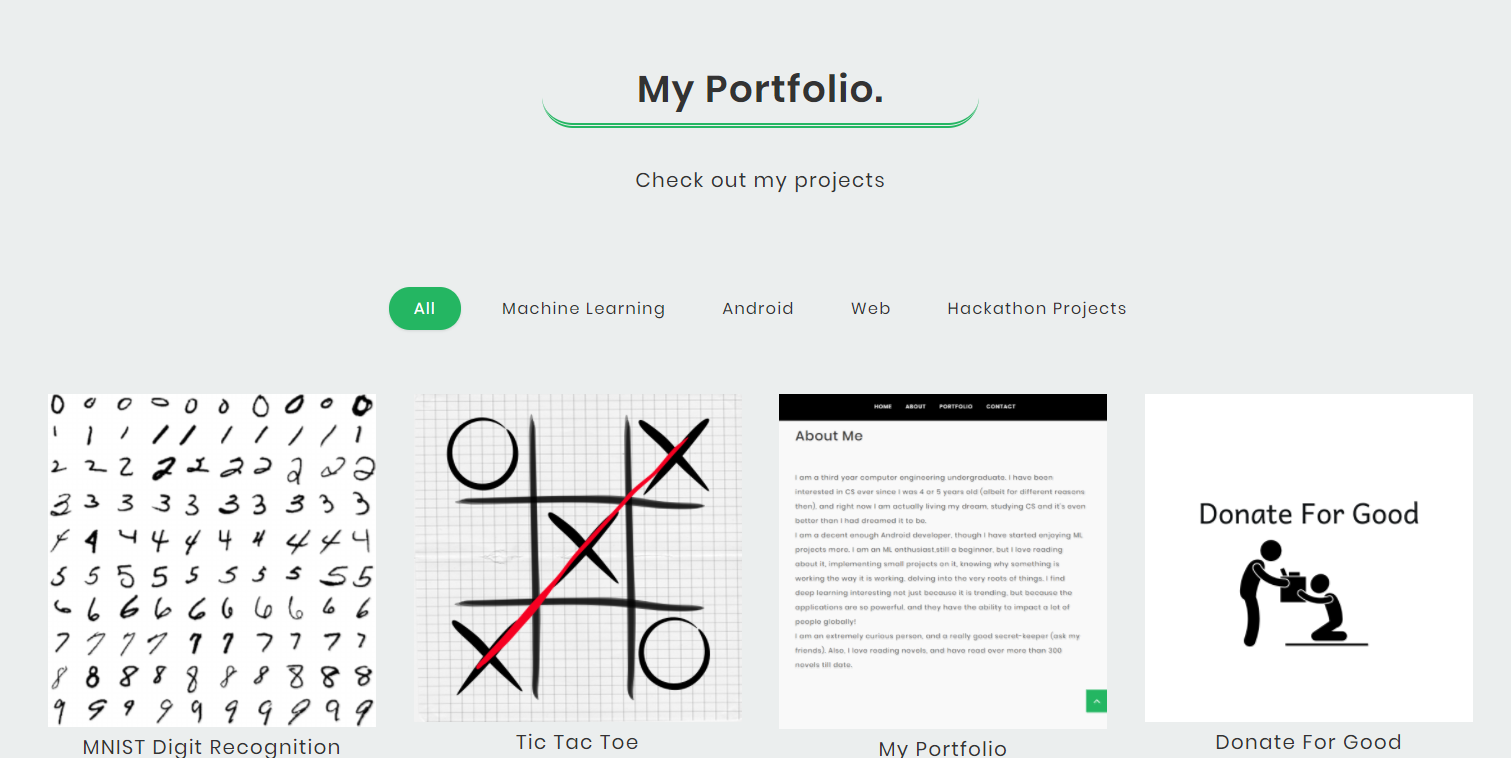 My Portfolio.
Check out my projects
All
Machine Learning
Android
Web
Hackathon Projects
0 0 0 0 0 0 0 0 0 0
1 1 1 1 1 1 1 1 1 1
2 2 2 2 2 2 2 2 2 2
3 3 3 3 3 3 3 3 3 3
4 4 4 4 4 4 4 4 4 4
5 5 5 5 5 5 5 5 5 5
6 6 6 6 6 6 6 6 6 6
7 7 7 7 7 7 7 7 7 7
8 8 8 8 8 8 8 8 8 8
9 9 9 9 9 9 9 9 9 9
MNIST Digit Recognition
O X
X
X O
Tic Tac Toe
HOME ABOUT PORTFOLIO CONTACT
About Me
I am a third year computer engineering undergraduate. I have been
interested in CS ever since I was 4 or 5 years old (albeit for different reasons
then), and right now I am actually living my dream, studying CS and it's even
better than I had dreamed it to be.
I am a decent enough Android developer, though I have started enjoying ML
projects more. I am an ML enthusiast,still a beginner, but I love reading
about it, implementing small projects on it, knowing why something is
working the way it is working, delving into the very roots of things. I find
deep learning interesting not just because it is trending, but because the
applications are so powerful, and they have the ability to impact a lot of
people globally!
I am an extremely curious person, and a really good secret-keeper (ask my
friends). Also, I love reading novels, and have read over more than 300
novels till date.
My Portfolio
Donate For Good
Donate For Good